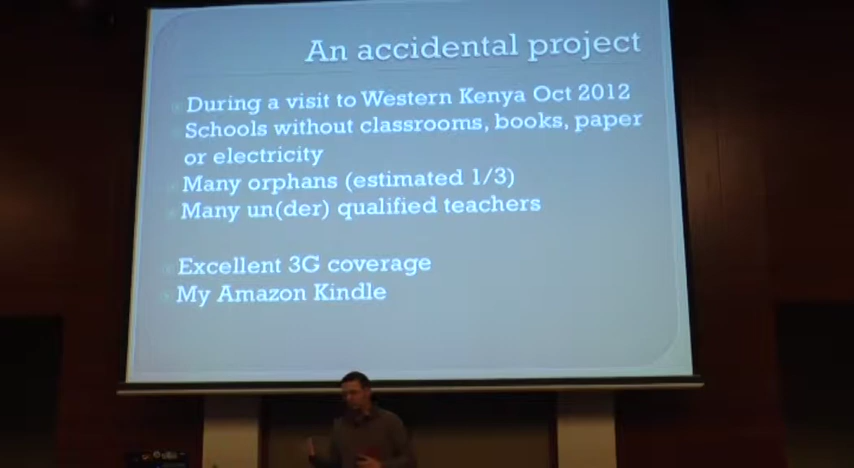 An accidental project
During a visit to Western Kenya Oct 2012
Schools without classrooms, books, paper
or electricity
Many orphans (estimated 1/3)
Many un(der) qualified teachers
Excellent 3G coverage
My Amazon Kindle